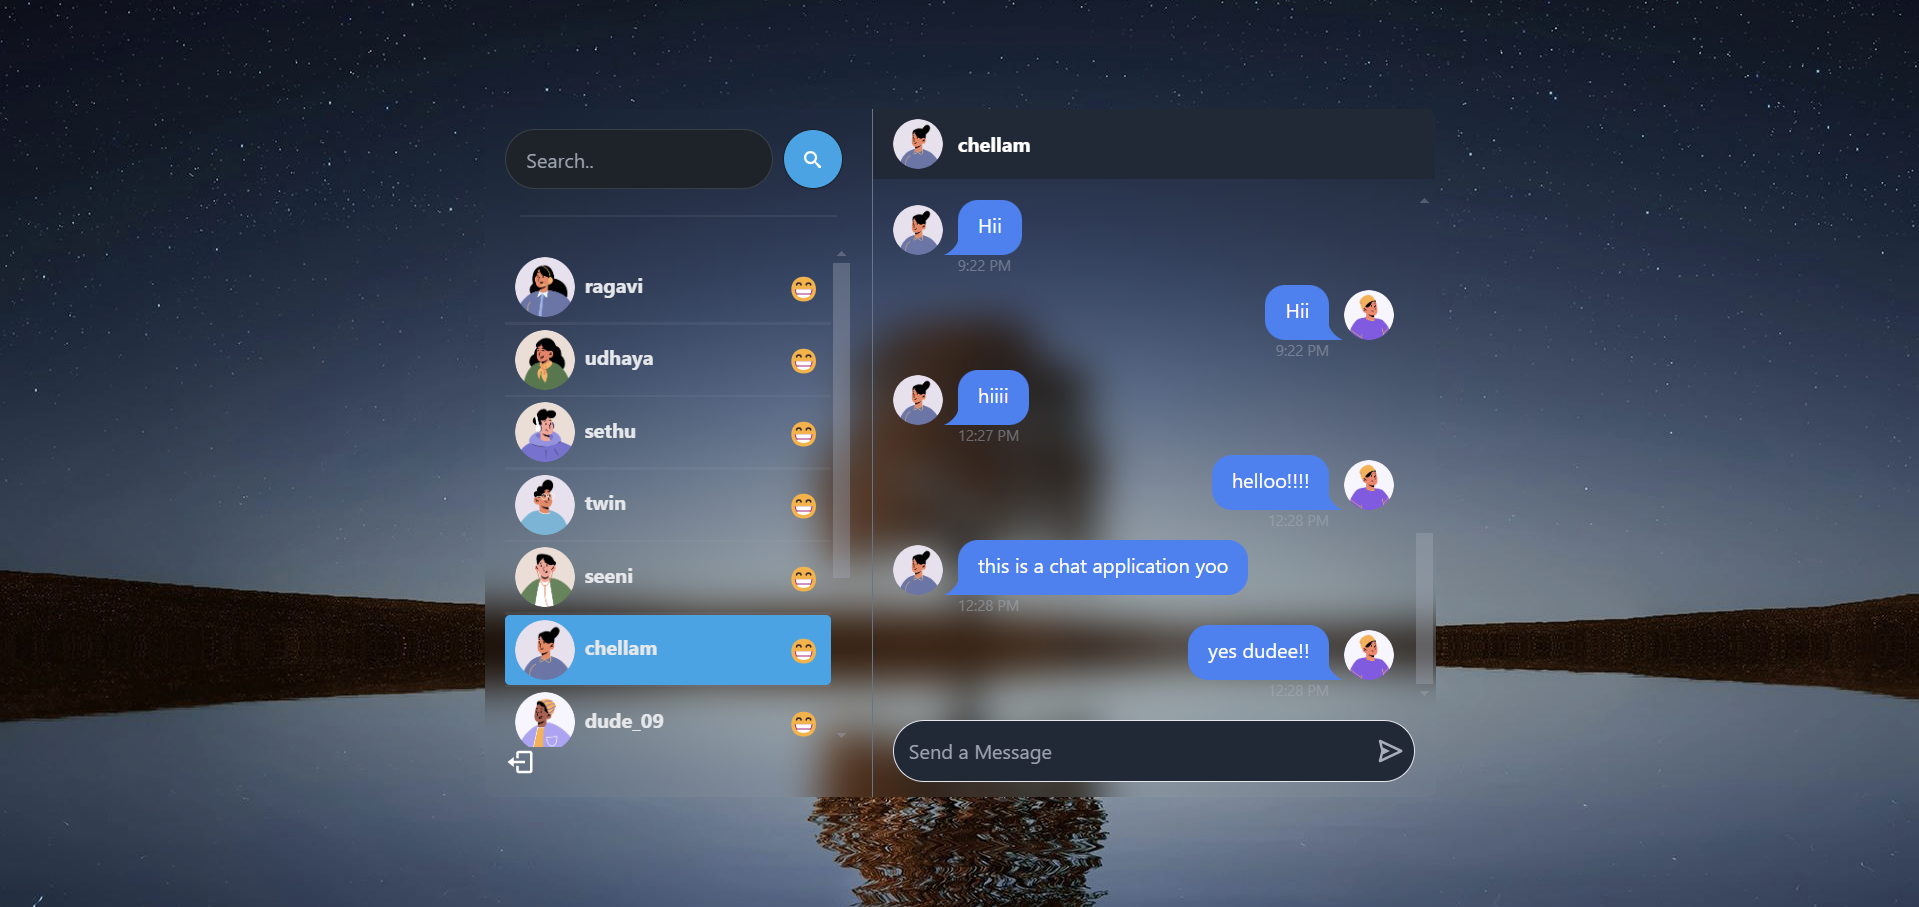 Search..
ragavi
udhaya
sethu
twin
seeni
chellam
dude_09
chellam
Hii
9:22 PM
Hii
9:22 PM
hiiii
12:27 PM
helloo!!!!
12:28 PM
this is a chat application yoo
12:28 PM
yes dudee!!
12:28 PM
Send a Message